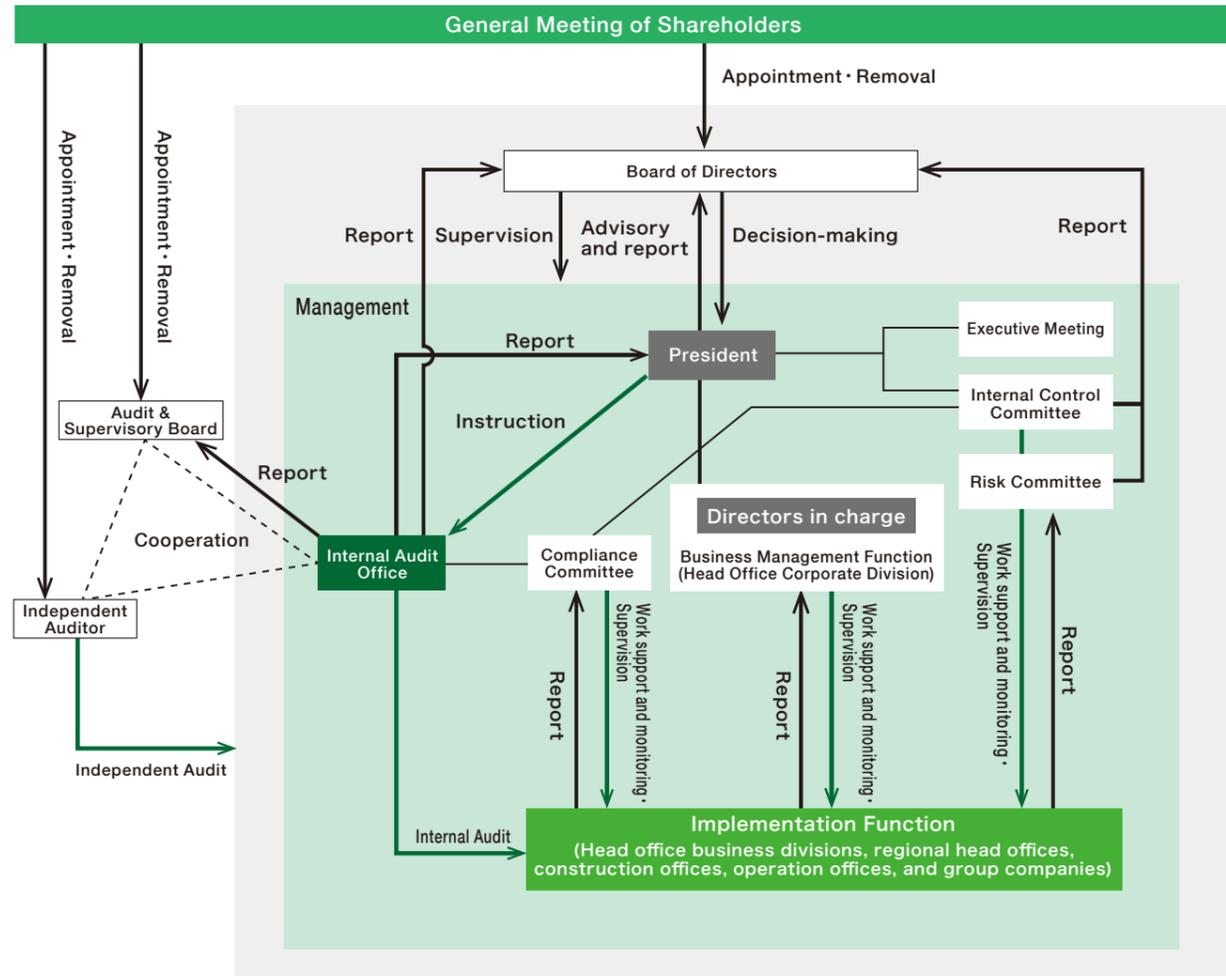 General Meeting of Shareholders
Appointment・Removal
Appointment・Removal
Appointment・Removal
Board of Directors
Report
Supervision
Advisory
and report
Decision-making
Report
Management
Report
President
Executive Meeting
Internal Control
Committee
Instruction
Audit &
Supervisory Board
Report
Risk Committee
Cooperation
Directors in charge
Internal Audit
Office
Compliance
Committee
Business Management Function
(Head Office Corporate Division)
Independent
Auditor
Report
Work support and monitoring・
Supervision
Report
Work support and monitoring・
Supervision
Work support and monitoring・
Supervision
Report
Independent Audit
Internal Audit
Implementation Function
(Head office business divisions, regional head offices,
construction offices, operation offices, and group companies)